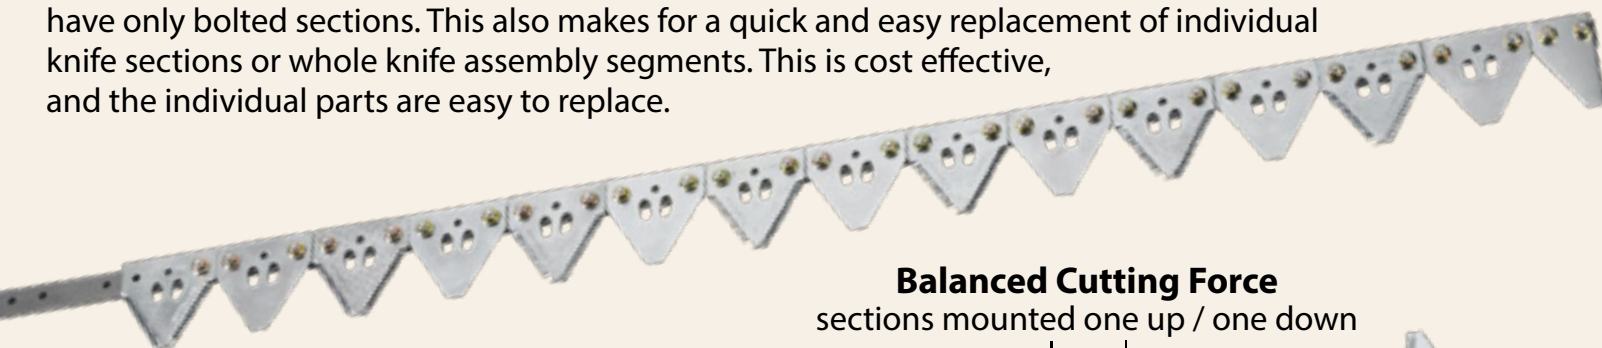 have only bolted sections. This also makes for a quick and easy replacement of individual
knife sections or whole knife assembly segments. This is cost effective,
and the individual parts are easy to replace.
Balanced Cutting Force
sections mounted one up / one down